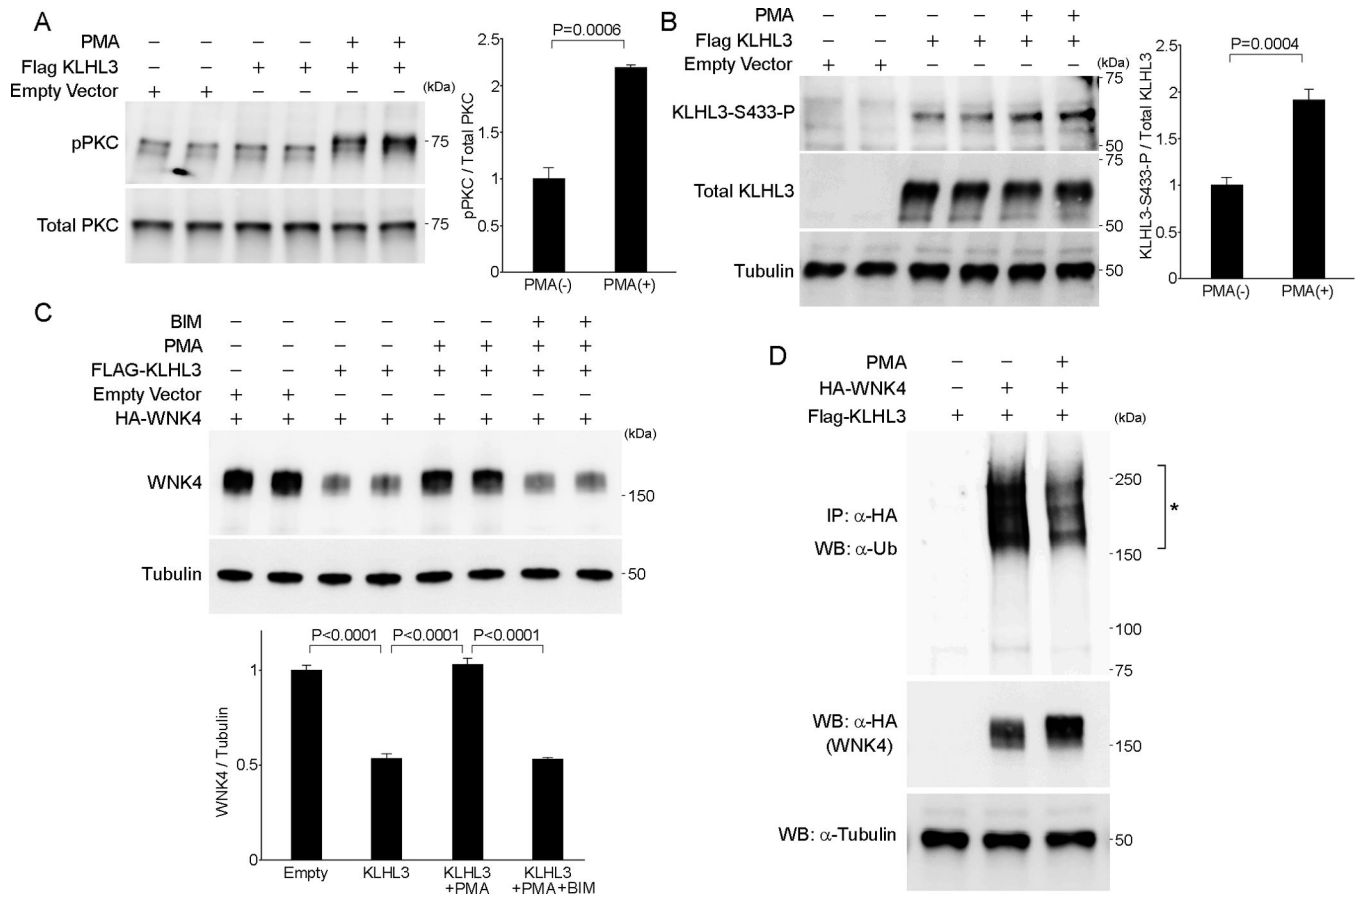 A
PMA − − − − + +
Flag KLHL3 − − + + + +
Empty Vector + + − − − −
(kDa)
pPKC
75
Total PKC
75
P=0.0006
pPKC / Total PKC
2.5
2
1.5
1
0.5
0
PMA(-) PMA(+)
B
PMA − − − − + +
Flag KLHL3 − − + + + +
Empty Vector + + − − − −
(kDa)
75
KLHL3-S433-P
50
75
Total KLHL3
50
Tubulin
50
P=0.0004
KLHL3-S433-P / Total KLHL3
2.5
2
1.5
1
0.5
0
PMA(-) PMA(+)
C
BIM − − − − − − + +
PMA − − − − + + + +
FLAG-KLHL3 − − + + + + + +
Empty Vector + + − − − − − −
HA-WNK4 + + + + + + + +
(kDa)
WNK4
150
Tubulin
50
P<0.0001 P<0.0001 P<0.0001
WNK4 / Tubulin
1
0.5
0
Empty KLHL3 KLHL3 KLHL3
+PMA +PMA+BIM
D
PMA − − +
HA-WNK4 − + +
Flag-KLHL3 + + +
(kDa)
250
IP: α-HA
*
WB: α-Ub
150
100
75
WB: α-HA
(WNK4)
150
WB: α-Tubulin
50